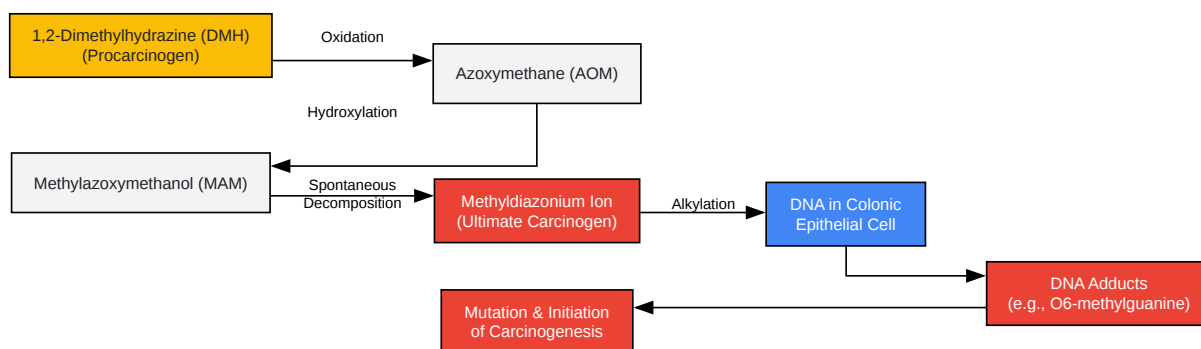 1,2-Dimethylhydrazine (DMH)
(Procarcinogen)
Oxidation
Azoxymethane (AOM)
Hydroxylation
Methylazoxymethanol (MAM)
Spontaneous
Decomposition
Methyldiazonium Ion
(Ultimate Carcinogen)
Alkylation
DNA in Colonic
Epithelial Cell
DNA Adducts
(e.g., O6-methylguanine)
Mutation & Initiation
of Carcinogenesis